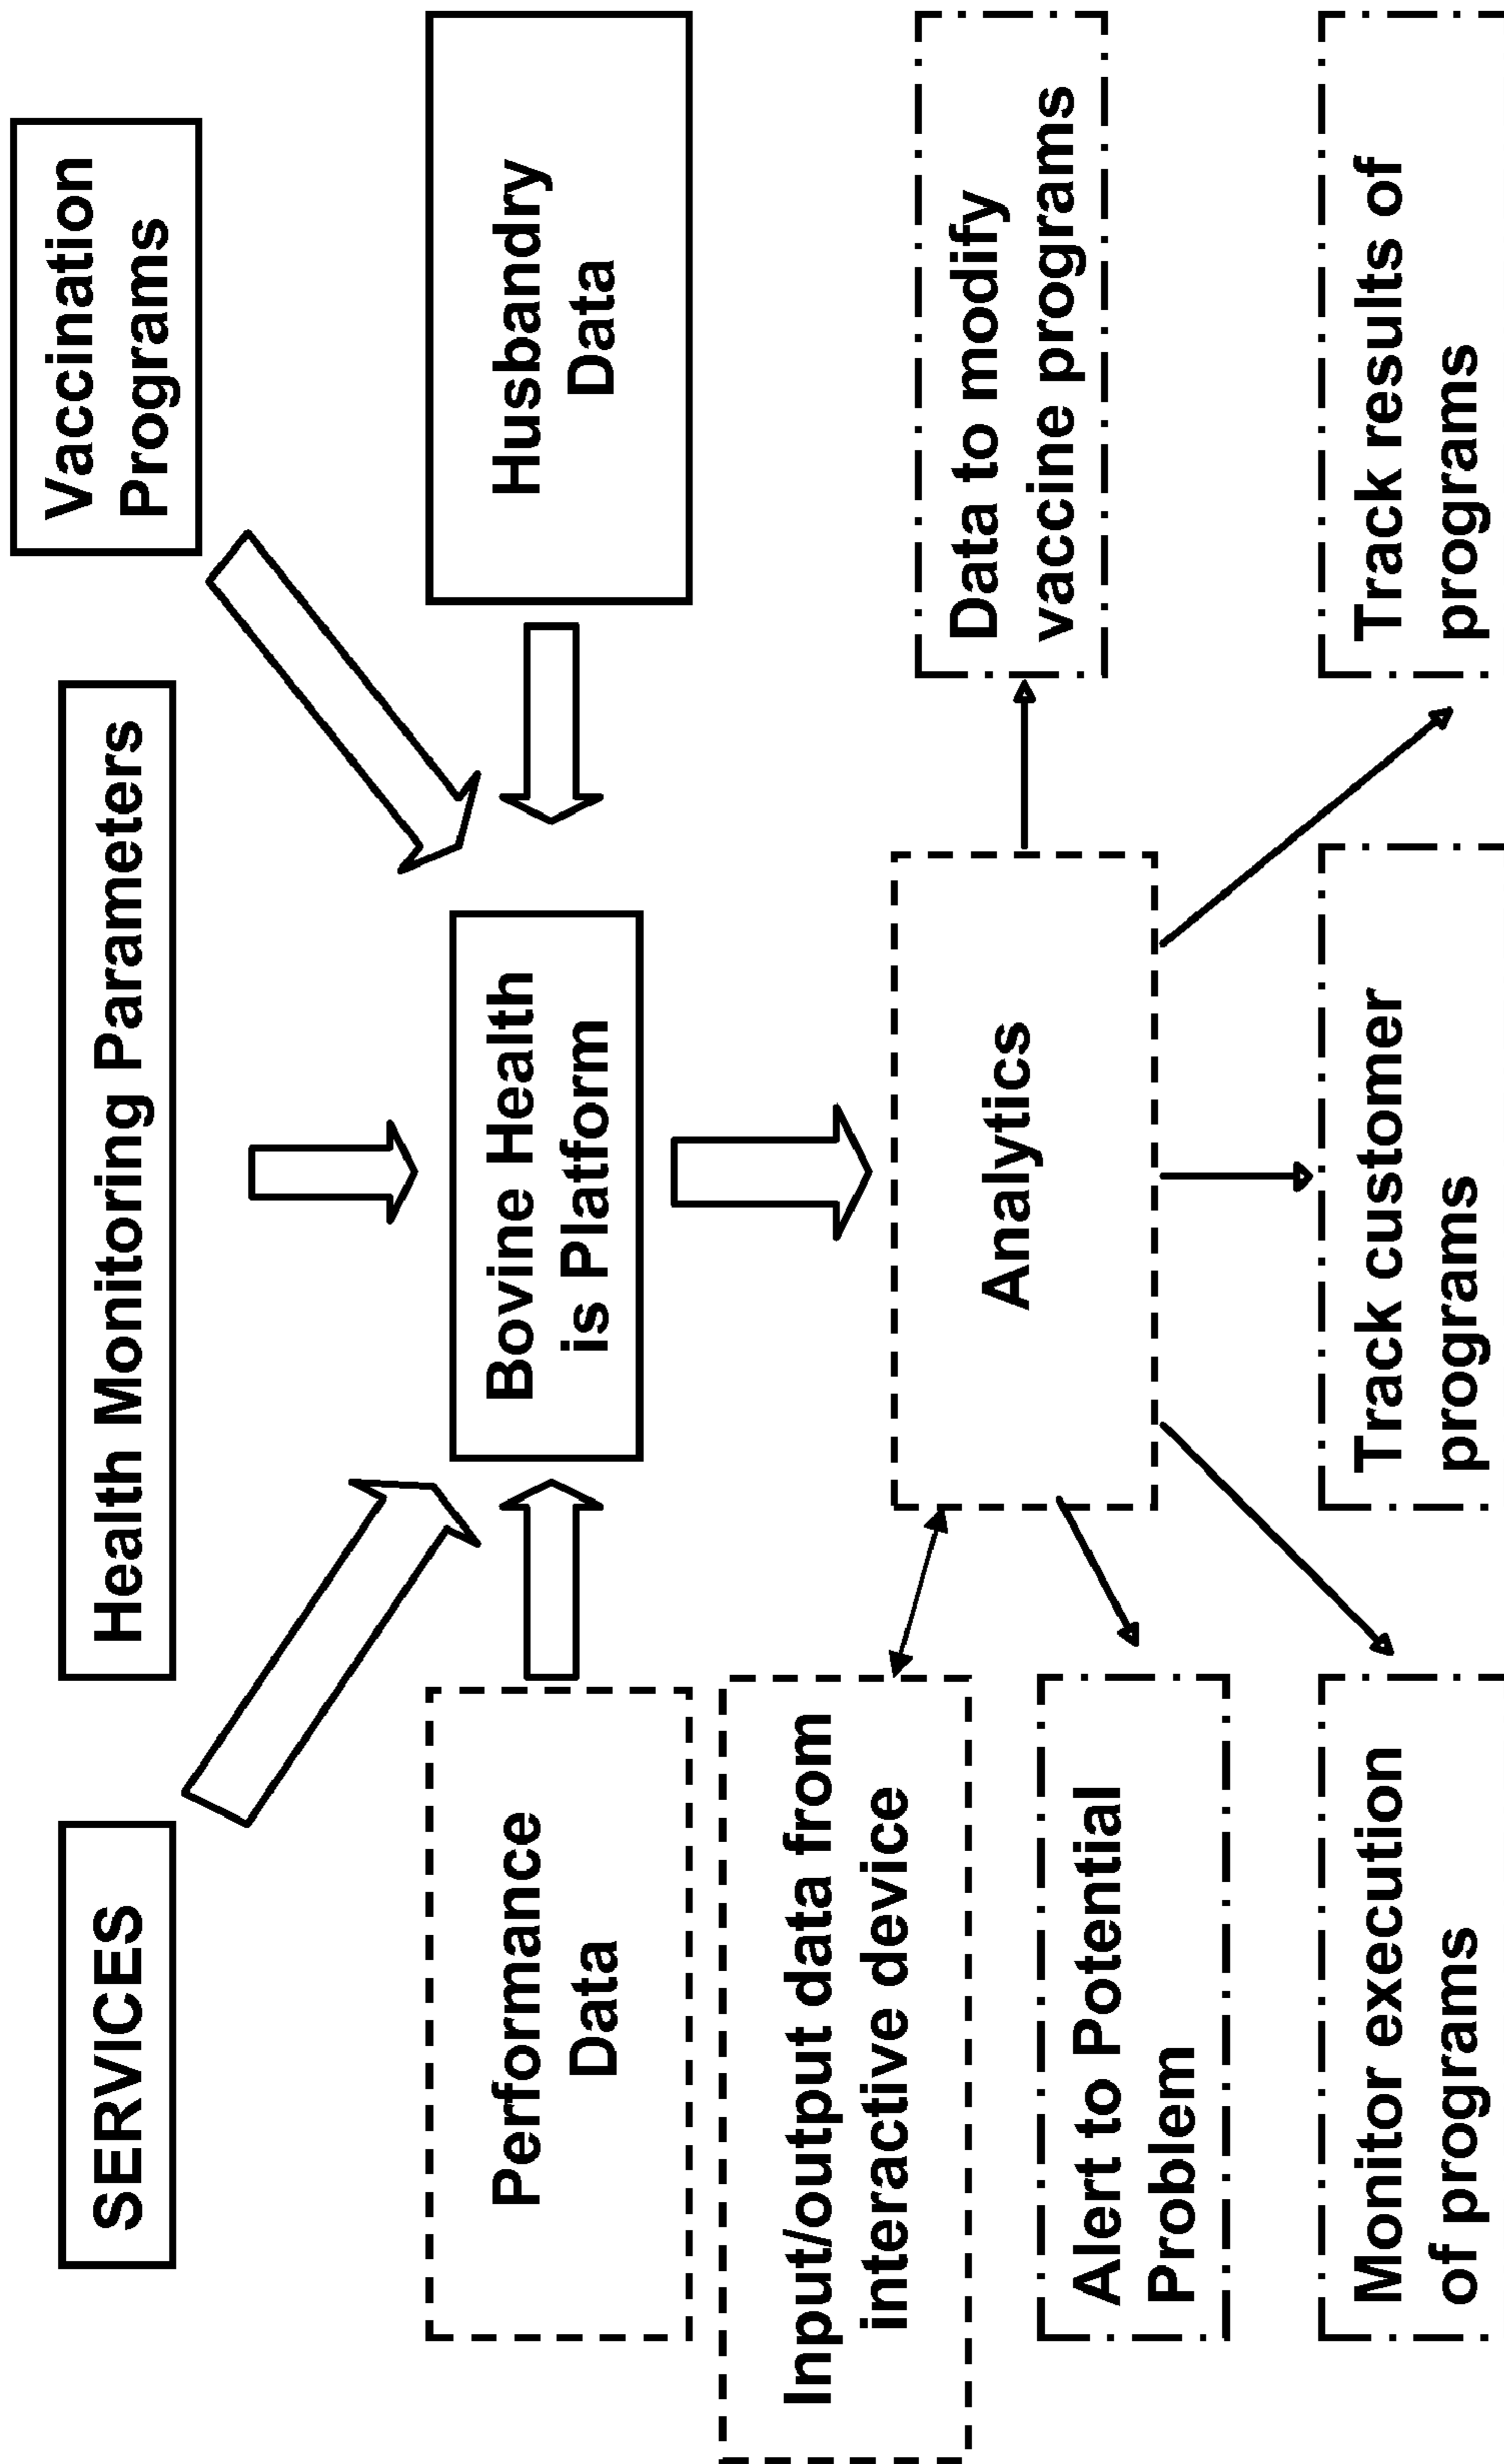 SERVICES
Health Monitoring Parameters
Vaccination
Programs
Performance
Data
Bovine Health
is Platform
Husbandry
Data
Input/output data from
interactive device
Analytics
Data to modify
vaccine programs
Alert to Potential
Problem
Monitor execution
of programs
Track customer
programs
Track results of
programs